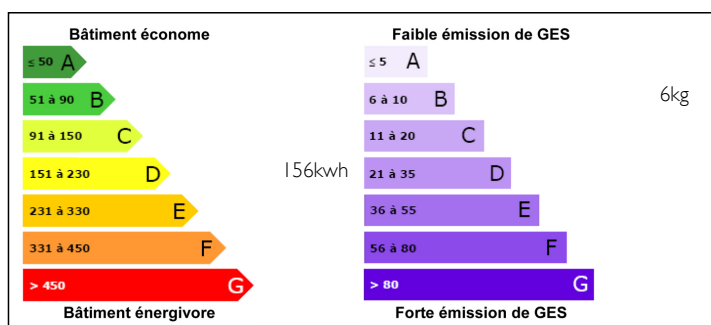 Bâtiment économe
≤ 50 A
51 à 90 B
91 à 150 C
151 à 230 D
231 à 330 E
331 à 450 F
> 450 G
Bâtiment énergivore
156kwh
Faible émission de GES
≤ 5 A
6 à 10 B
11 à 20 C
21 à 35 D
36 à 55 E
56 à 80 F
> 80 G
Forte émission de GES
6kg